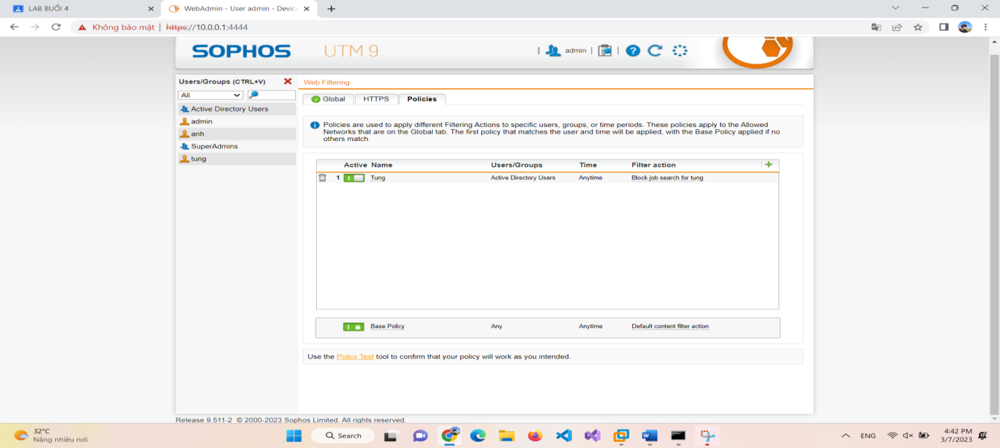 LAB BUỔI 4
WebAdmin - User admin - Device
Không bảo mật | https://10.0.0.1:4444
SOPHOS UTM 9
| admin | | ?
Users/Groups (CTRL+V)
All
Active Directory Users
admin
anh
SuperAdmins
tung
Web Filtering
Global HTTPS Policies
Policies are used to apply different Filtering Actions to specific users, groups, or time periods. These policies apply to the Allowed
Networks that are on the Global tab. The first policy that matches the user and time will be applied, with the Base Policy applied if no
others match.
Active Name Users/Groups Time Filter action
1 Tung Active Directory Users Anytime Block job search for tung
Base Policy Any Anytime Default content filter action
Use the Policy Test tool to confirm that your policy will work as you intended.
Release 9.511-2 © 2000-2023 Sophos Limited. All rights reserved.
32°C
Nắng nhiều nơi
Search
ENG
4:42 PM
3/7/2023